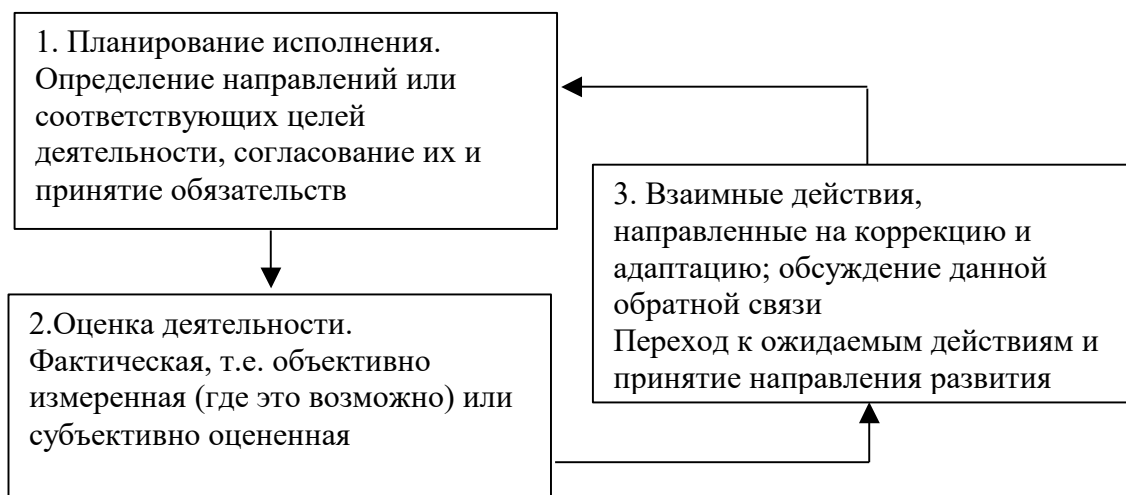 1. Планирование исполнения.
Определение направлений или
соответствующих целей
деятельности, согласование их и
принятие обязательств
2.Оценка деятельности.
Фактическая, т.е. объективно
измеренная (где это возможно) или
субъективно оцененная
3. Взаимные действия,
направленные на коррекцию и
адаптацию; обсуждение данной
обратной связи
Переход к ожидаемым действиям и
принятие направления развития